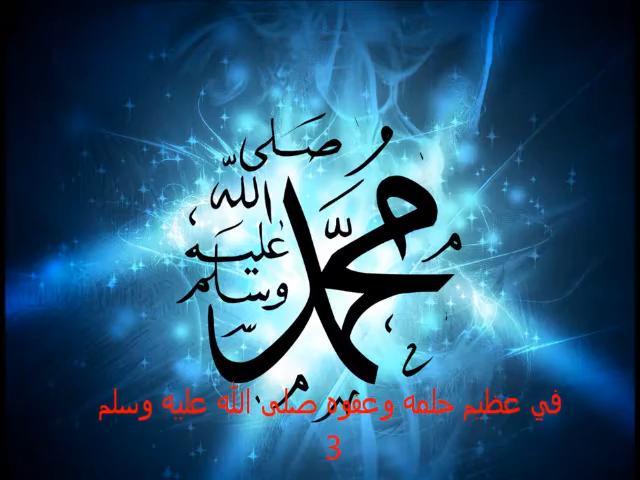 محمد
صلى
الله
عليه
وسلم
في عظيم حلمه وعفوه صلى الله عليه وسلم
3